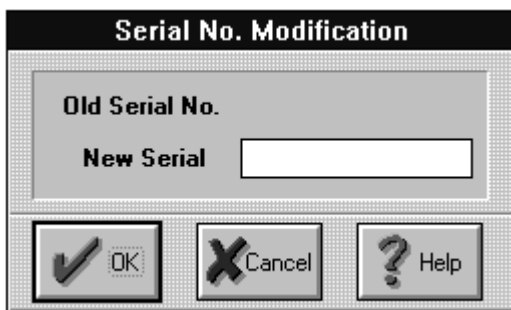 Serial No. Modification
Old Serial No.
New Serial
OK Cancel Help